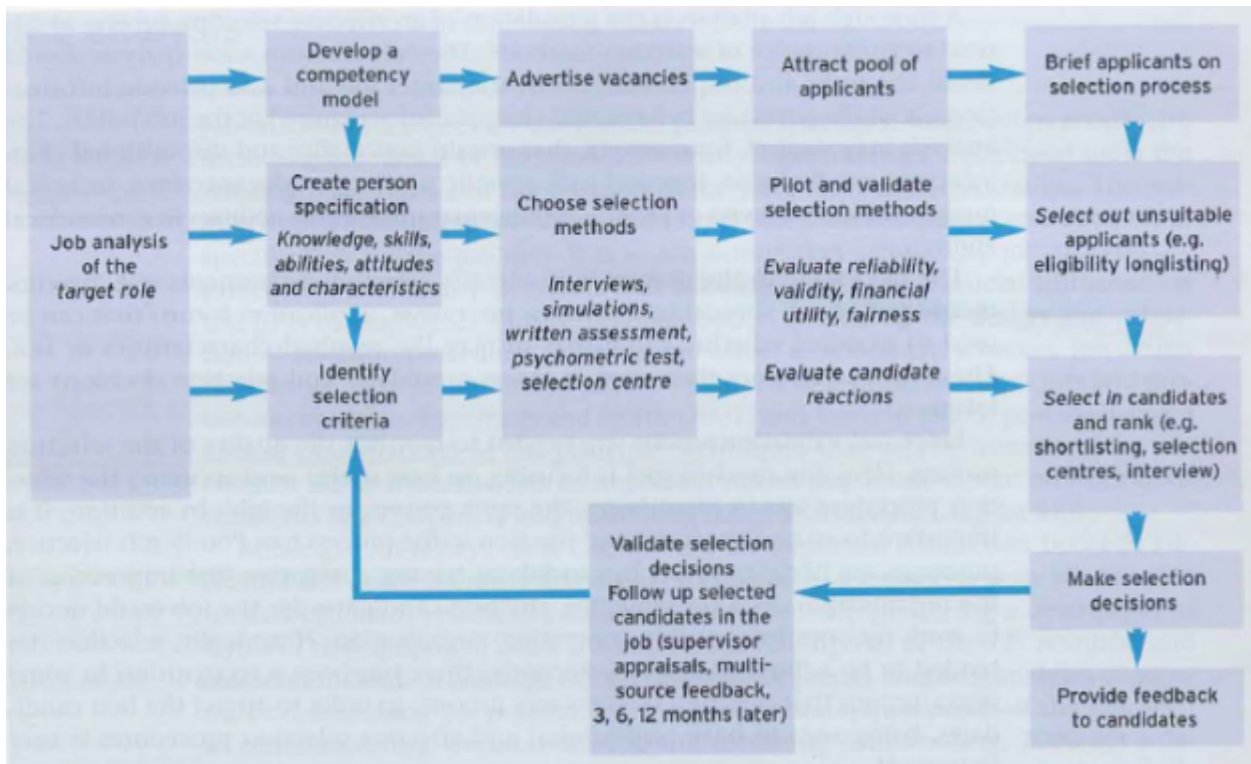 Job analysis
of the
target role
Develop a
competency
model
Advertise vacancies
Attract pool of
applicants
Brief applicants on
selection process
Create person
specification
Knowledge, skills,
abilities, attitudes
and characteristics
Choose selection
methods
Interviews,
simulations,
written assessment,
psychometric test,
selection centre
Pilot and validate
selection methods
Evaluate reliability,
validity, financial
utility, fairness
Evaluate candidate
reactions
Select out unsuitable
applicants (e.g.
eligibility longlisting)
Identify
selection
criteria
Select in candidates
and rank (e.g.
shortlisting, selection
centres, interview)
Validate selection
decisions
Follow up selected
candidates in the
job (supervisor
appraisals, multi-
source feedback,
3, 6, 12 months later)
Make selection
decisions
Provide feedback
to candidates